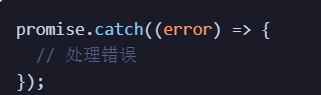 promise.catch((error) => {
  // 处理错误
});